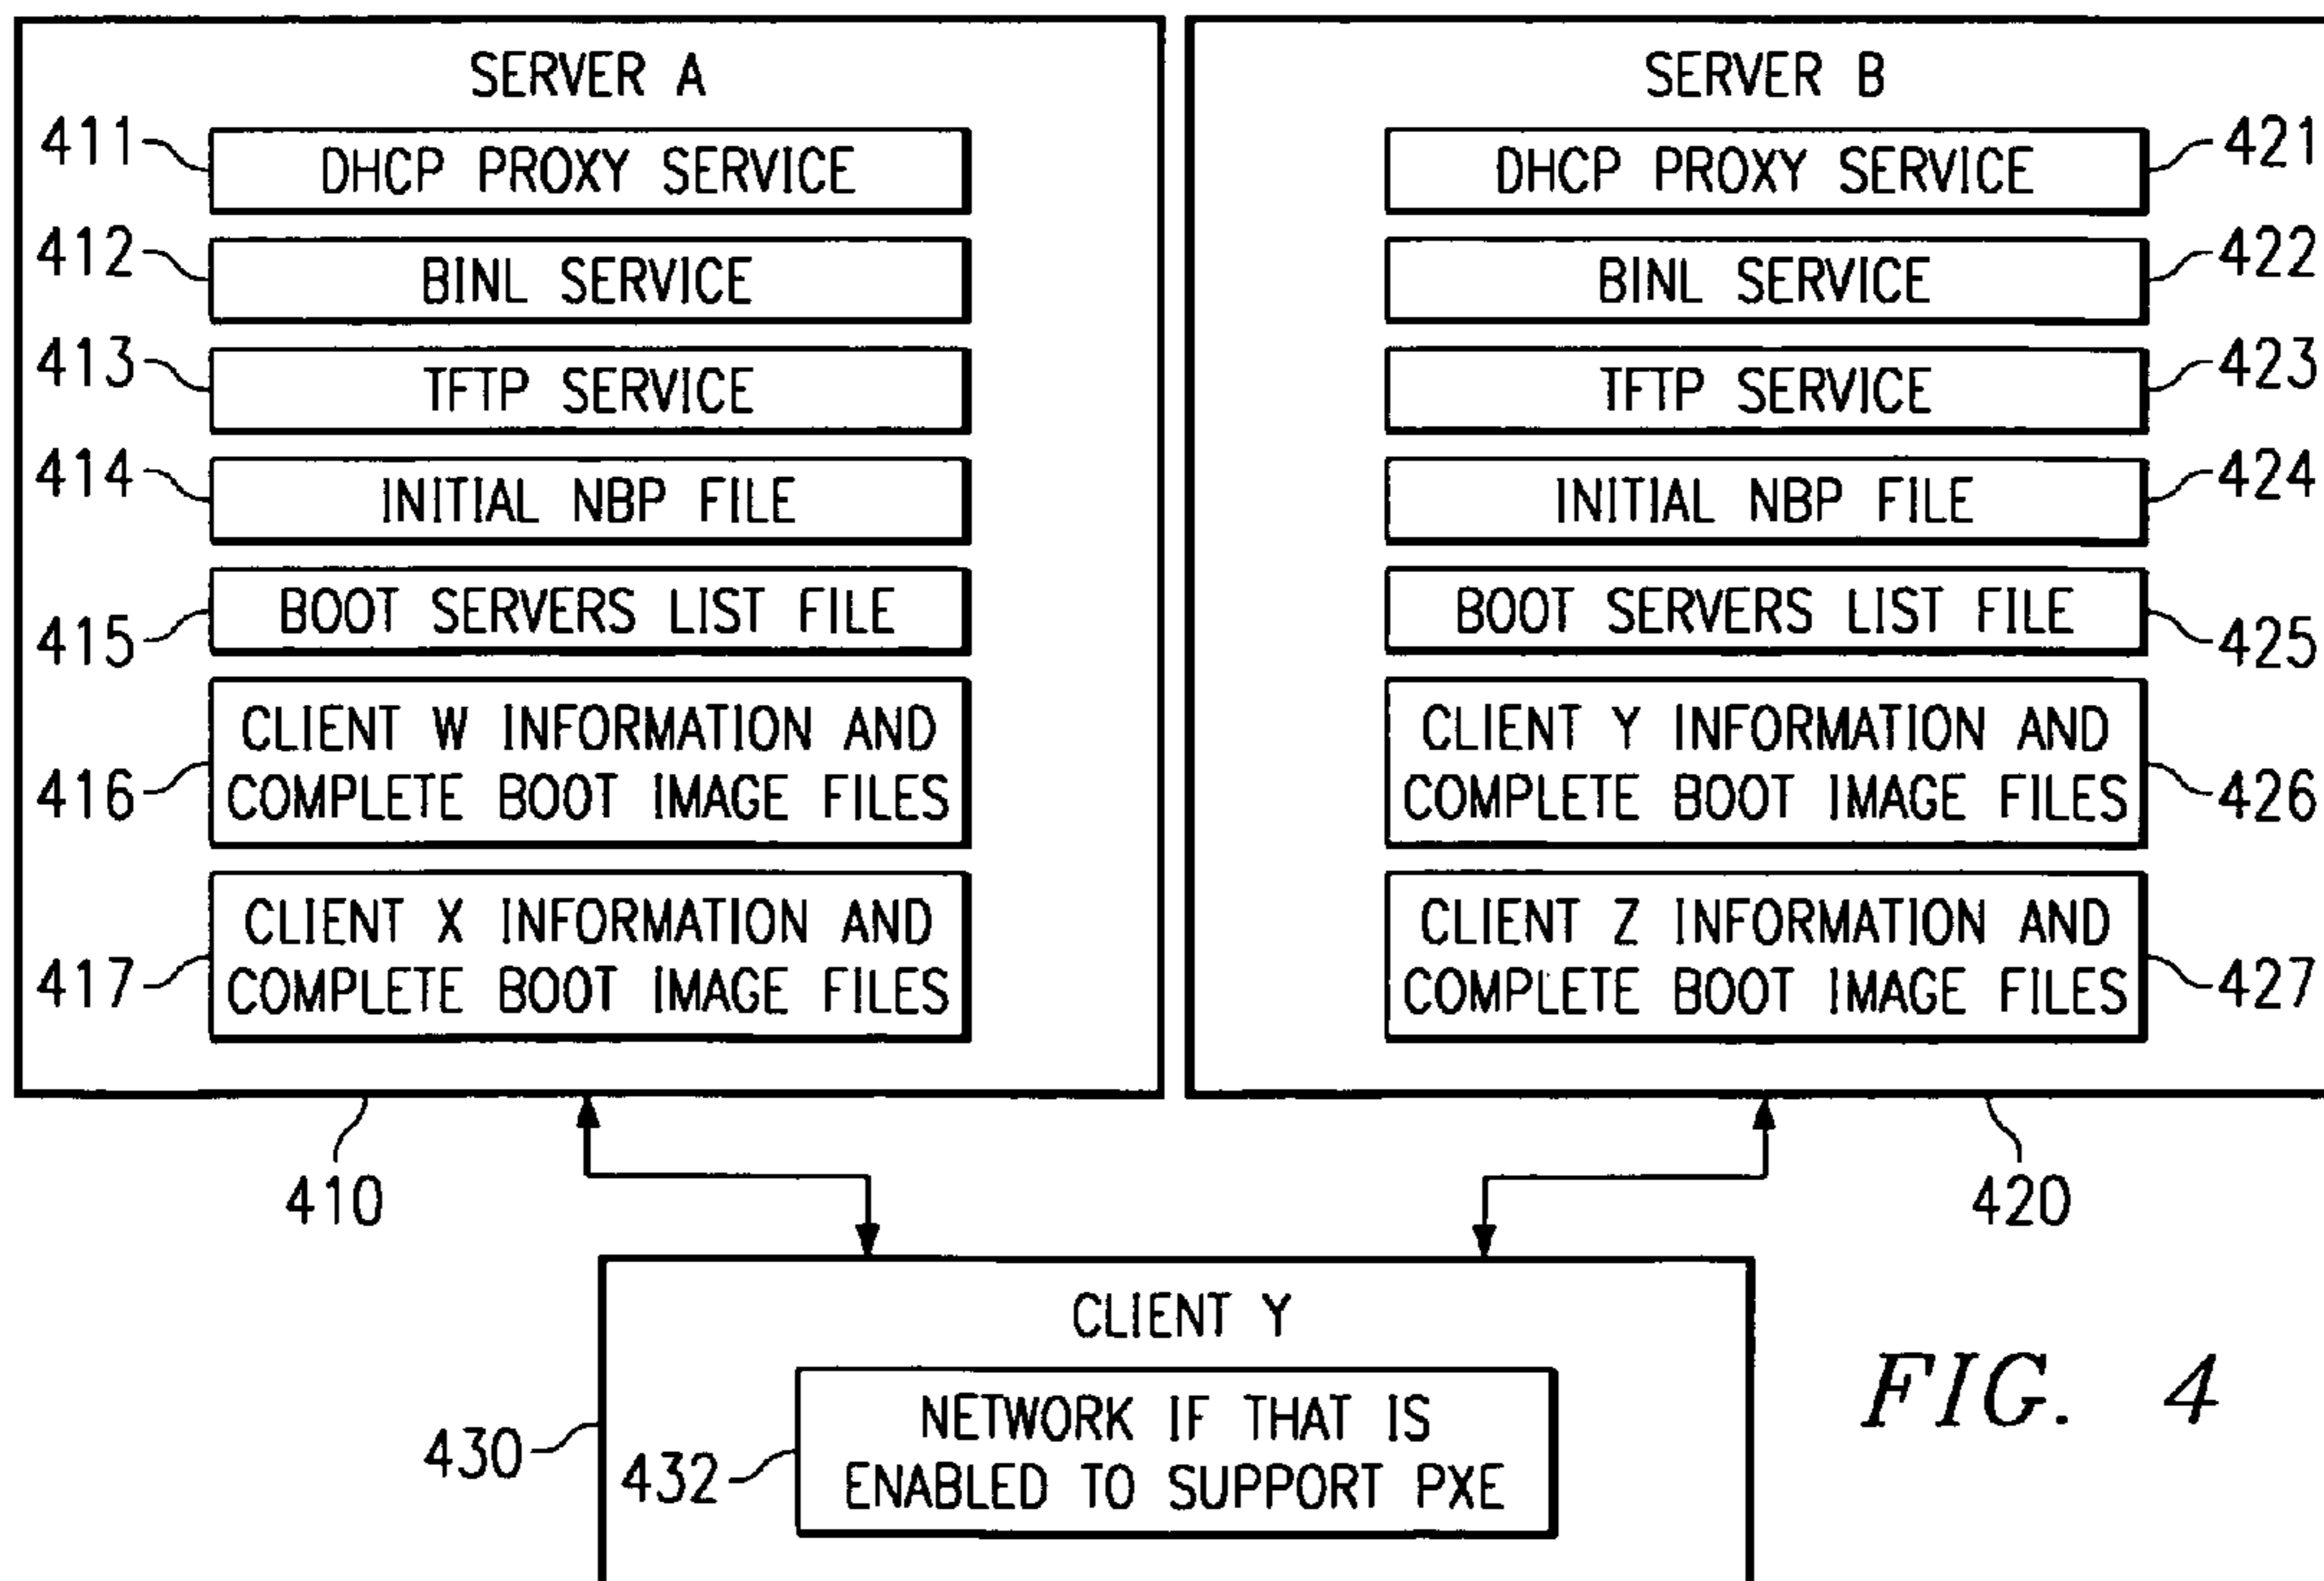 SERVER A
411
DHCP PROXY SERVICE
412
BINL SERVICE
413
TFTP SERVICE
414
INITIAL NBP FILE
415
BOOT SERVERS LIST FILE
416
CLIENT W INFORMATION AND
COMPLETE BOOT IMAGE FILES
417
CLIENT X INFORMATION AND
COMPLETE BOOT IMAGE FILES
410
SERVER B
DHCP PROXY SERVICE
421
BINL SERVICE
422
TFTP SERVICE
423
INITIAL NBP FILE
424
BOOT SERVERS LIST FILE
425
CLIENT Y INFORMATION AND
COMPLETE BOOT IMAGE FILES
426
CLIENT Z INFORMATION AND
COMPLETE BOOT IMAGE FILES
427
420
CLIENT Y
430
432
NETWORK IF THAT IS
ENABLED TO SUPPORT PXE
FIG. 4